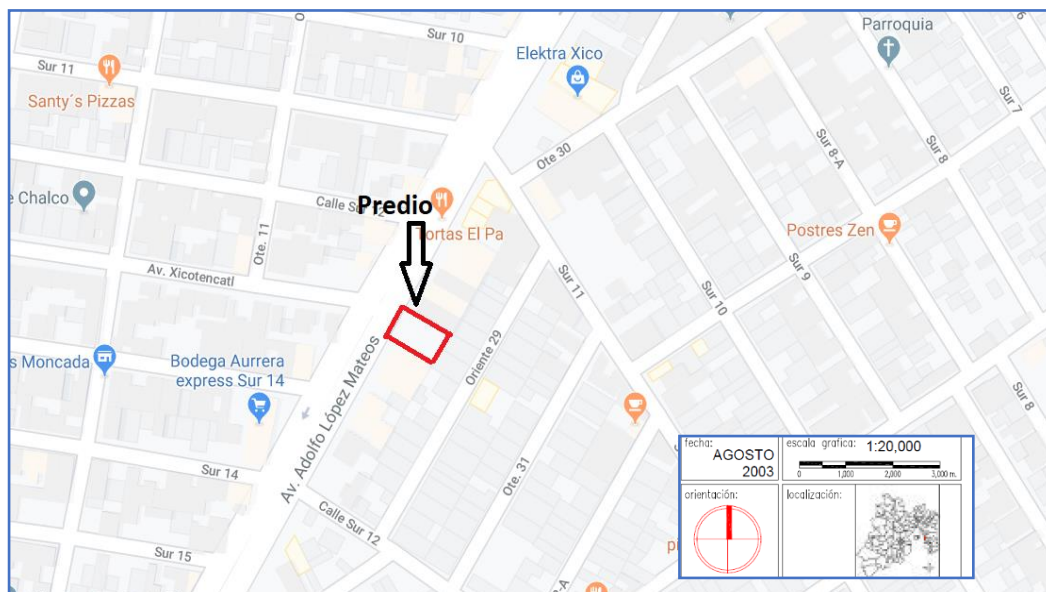 Sur 10
Parroquia
Elektra Xico
Sur 11
Santy´s Pizzas
Sur 7
Sur 8-A
Sur 8
Ote 30
Chalco
Calle Sur
Predio
Tortas El Pa
Ote. 11
Postres Zen
Av. Xicotencatl
Sur 11
Sur 9
Sur 10
s Moncada
Bodega Aurrera
express Sur 14
Av. Adolfo López Mateos
Oriente 29
Sur 8
Sur 14
Ote. 31
Calle Sur 12
Sur 15
fecha:
AGOSTO
2003
escala grafica: 1:20,000
0 1,000 2,000 3,000 m.
orientación:
localización: